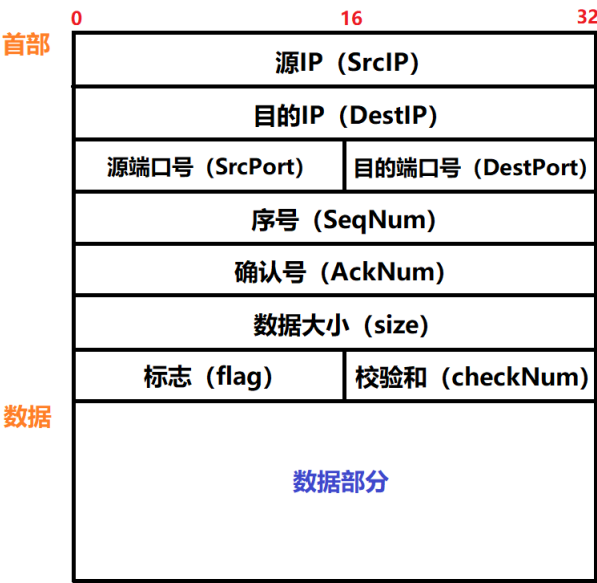 0 16 32
首部
源IP（SrcIP）
目的IP（DestIP）
源端口号（SrcPort） 目的端口号（DestPort）
序号（SeqNum）
确认号（AckNum）
数据大小（size）
标志（flag） 校验和（checkNum）
数据
数据部分